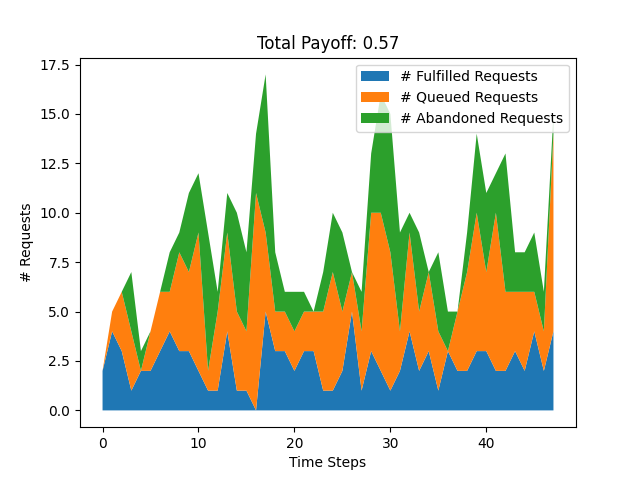 Total Payoff: 0.57
# Fulfilled Requests
# Queued Requests
# Abandoned Requests
17.5
15.0
12.5
10.0
7.5
5.0
2.5
0.0
# Requests
0 10 20 30 40
Time Steps